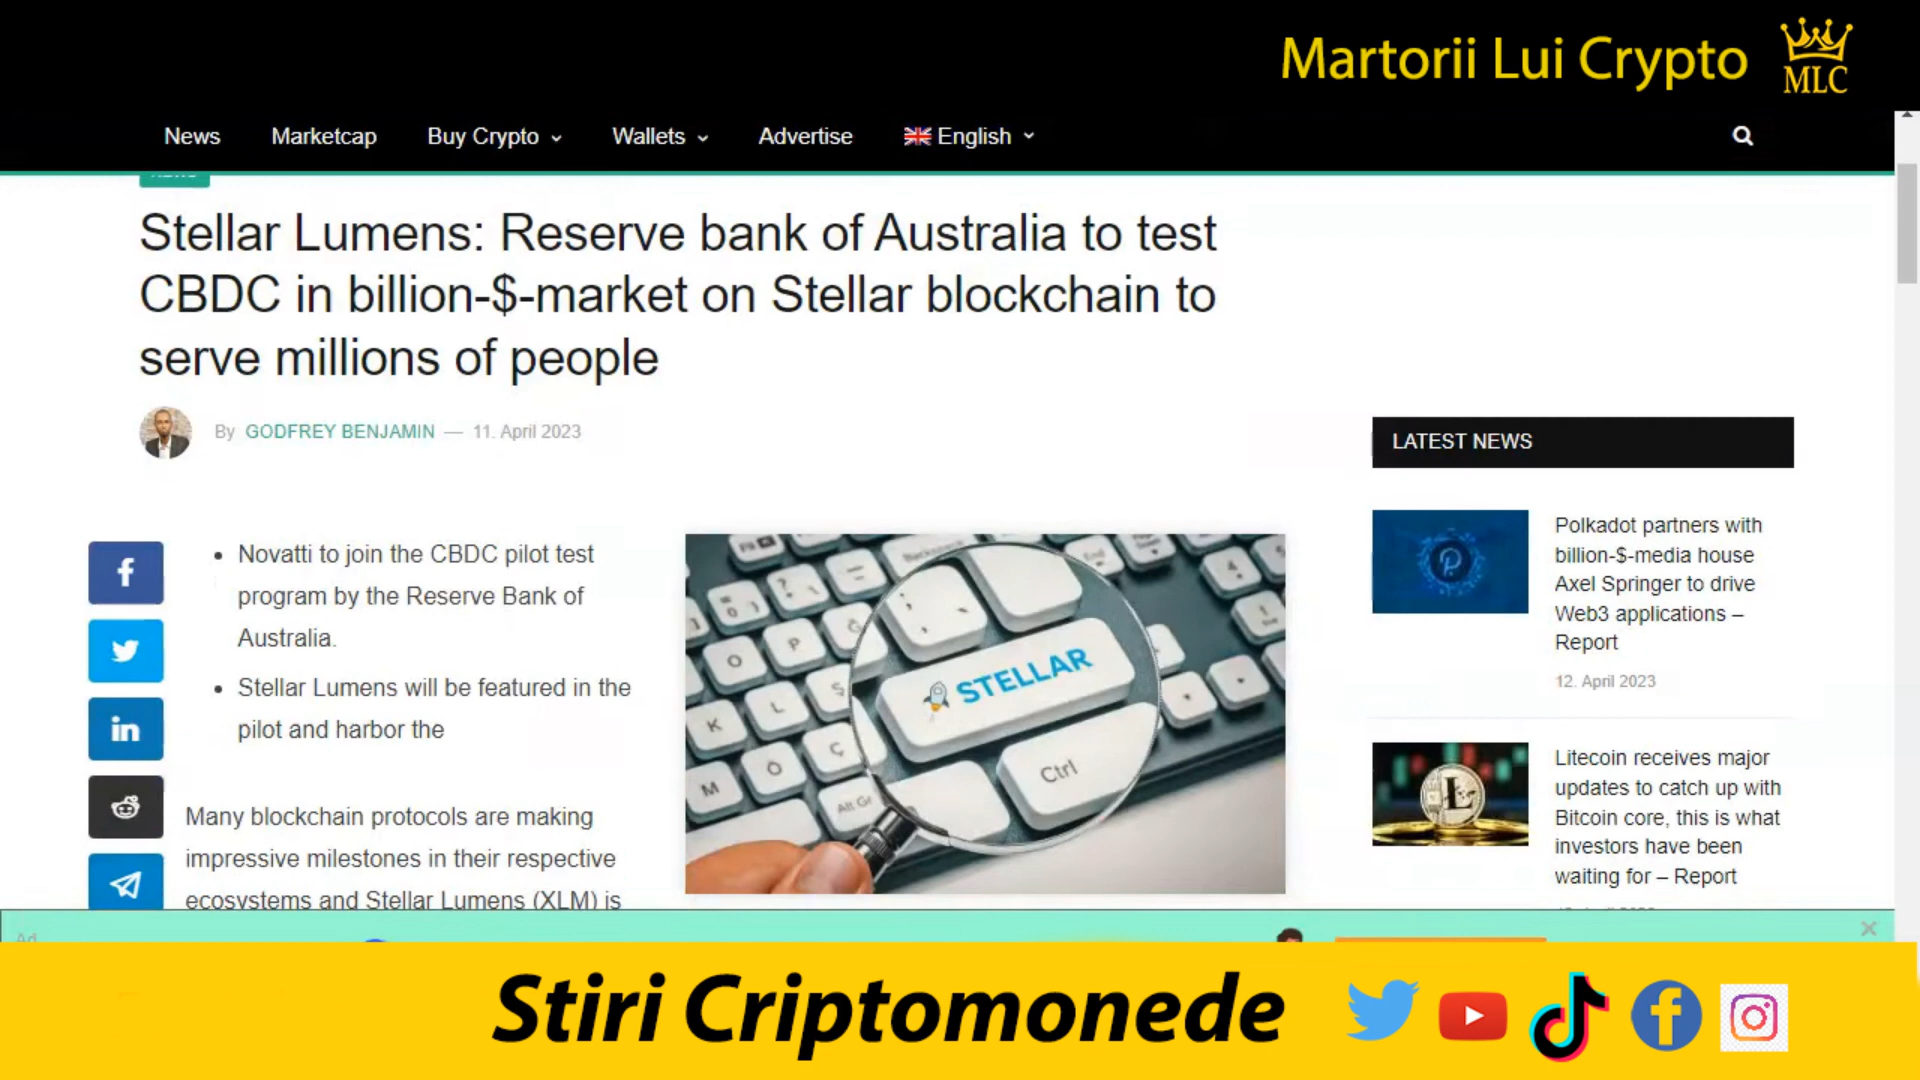 Martorii Lui Crypto
MLC
News Marketcap Buy Crypto Wallets Advertise English
Stellar Lumens: Reserve bank of Australia to test
CBDC in billion-$-market on Stellar blockchain to
serve millions of people
By GODFREY BENJAMIN — 11. April 2023
Novatti to join the CBDC pilot test
program by the Reserve Bank of
Australia.
Stellar Lumens will be featured in the
pilot and harbor the
Many blockchain protocols are making
impressive milestones in their respective
ecosystems and Stellar Lumens (XLM) is
STELLAR
Ctrl
Alt Gr
LATEST NEWS
Polkadot partners with
billion-$-media house
Axel Springer to drive
Web3 applications –
Report
12. April 2023
Litecoin receives major
updates to catch up with
Bitcoin core, this is what
investors have been
waiting for – Report
Ad
Stiri Criptomonede